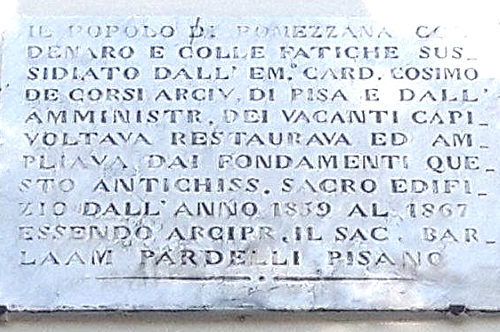 IL POPOLO DI POMEZZANA CO-
DENARO E COLLE FATICHE SUS-
SIDIATO DALL' EM.° CARD. COSIMO
DE CORSI ARCIV. DI PISA E DALL'
AMMINISTR. DEI VACANTI CAPI-
VOLTAVA RESTAURAVA ED AM-
PLIAVA DAI FONDAMENTI QUE-
STO ANTICHISS. SACRO EDIFI-
ZIO DALL' ANNO 1859 AL 1867
ESSENDO ARCIPR. IL SAC. BAR-
LAAM PARDELLI PISANO